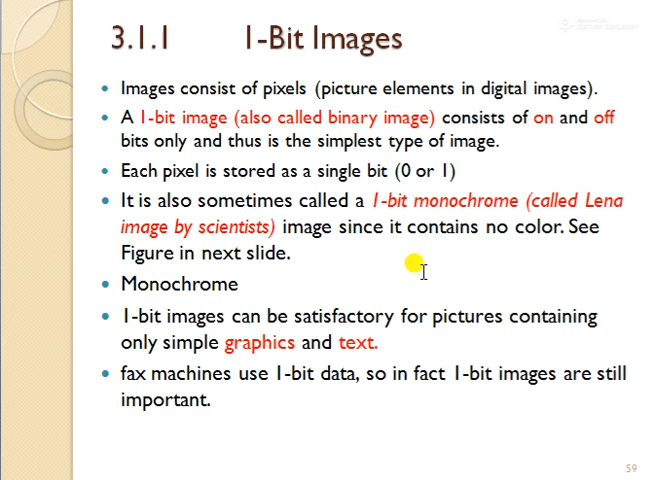 3.1.1 1-Bit Images
• Images consist of pixels (picture elements in digital images).
• A 1-bit image (also called binary image) consists of on and off
bits only and thus is the simplest type of image.
• Each pixel is stored as a single bit (0 or 1)
• It is also sometimes called a 1-bit monochrome (called Lena
image by scientists) image since it contains no color. See
Figure in next slide.
• Monochrome
• 1-bit images can be satisfactory for pictures containing
only simple graphics and text.
• fax machines use 1-bit data, so in fact 1-bit images are still
important.
59